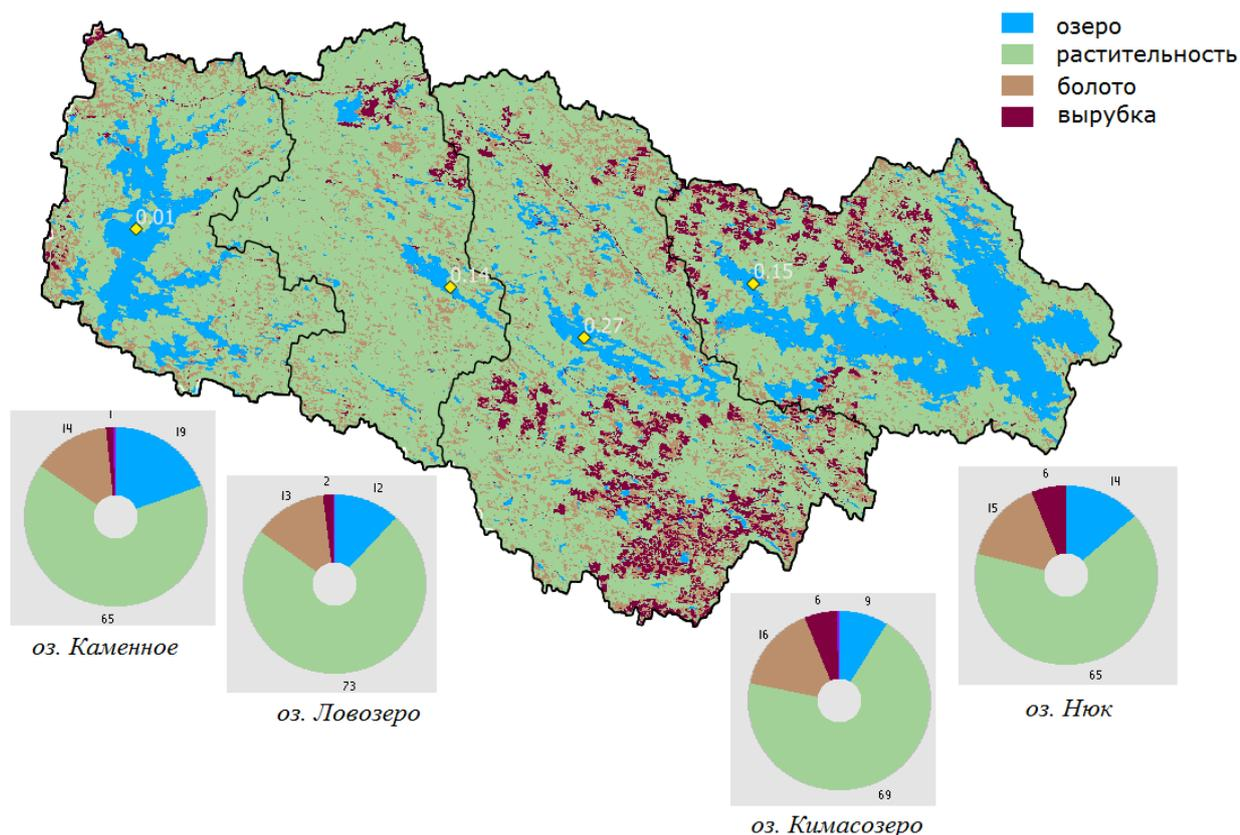 озеро
растительность
болото
вырубка
0.01
0.14
0.15
0.27
1
14
19
65
оз. Каменное
2
13
12
73
оз. Ловозеро
6
9
16
69
оз. Кимасозеро
6
14
15
65
оз. Нюк